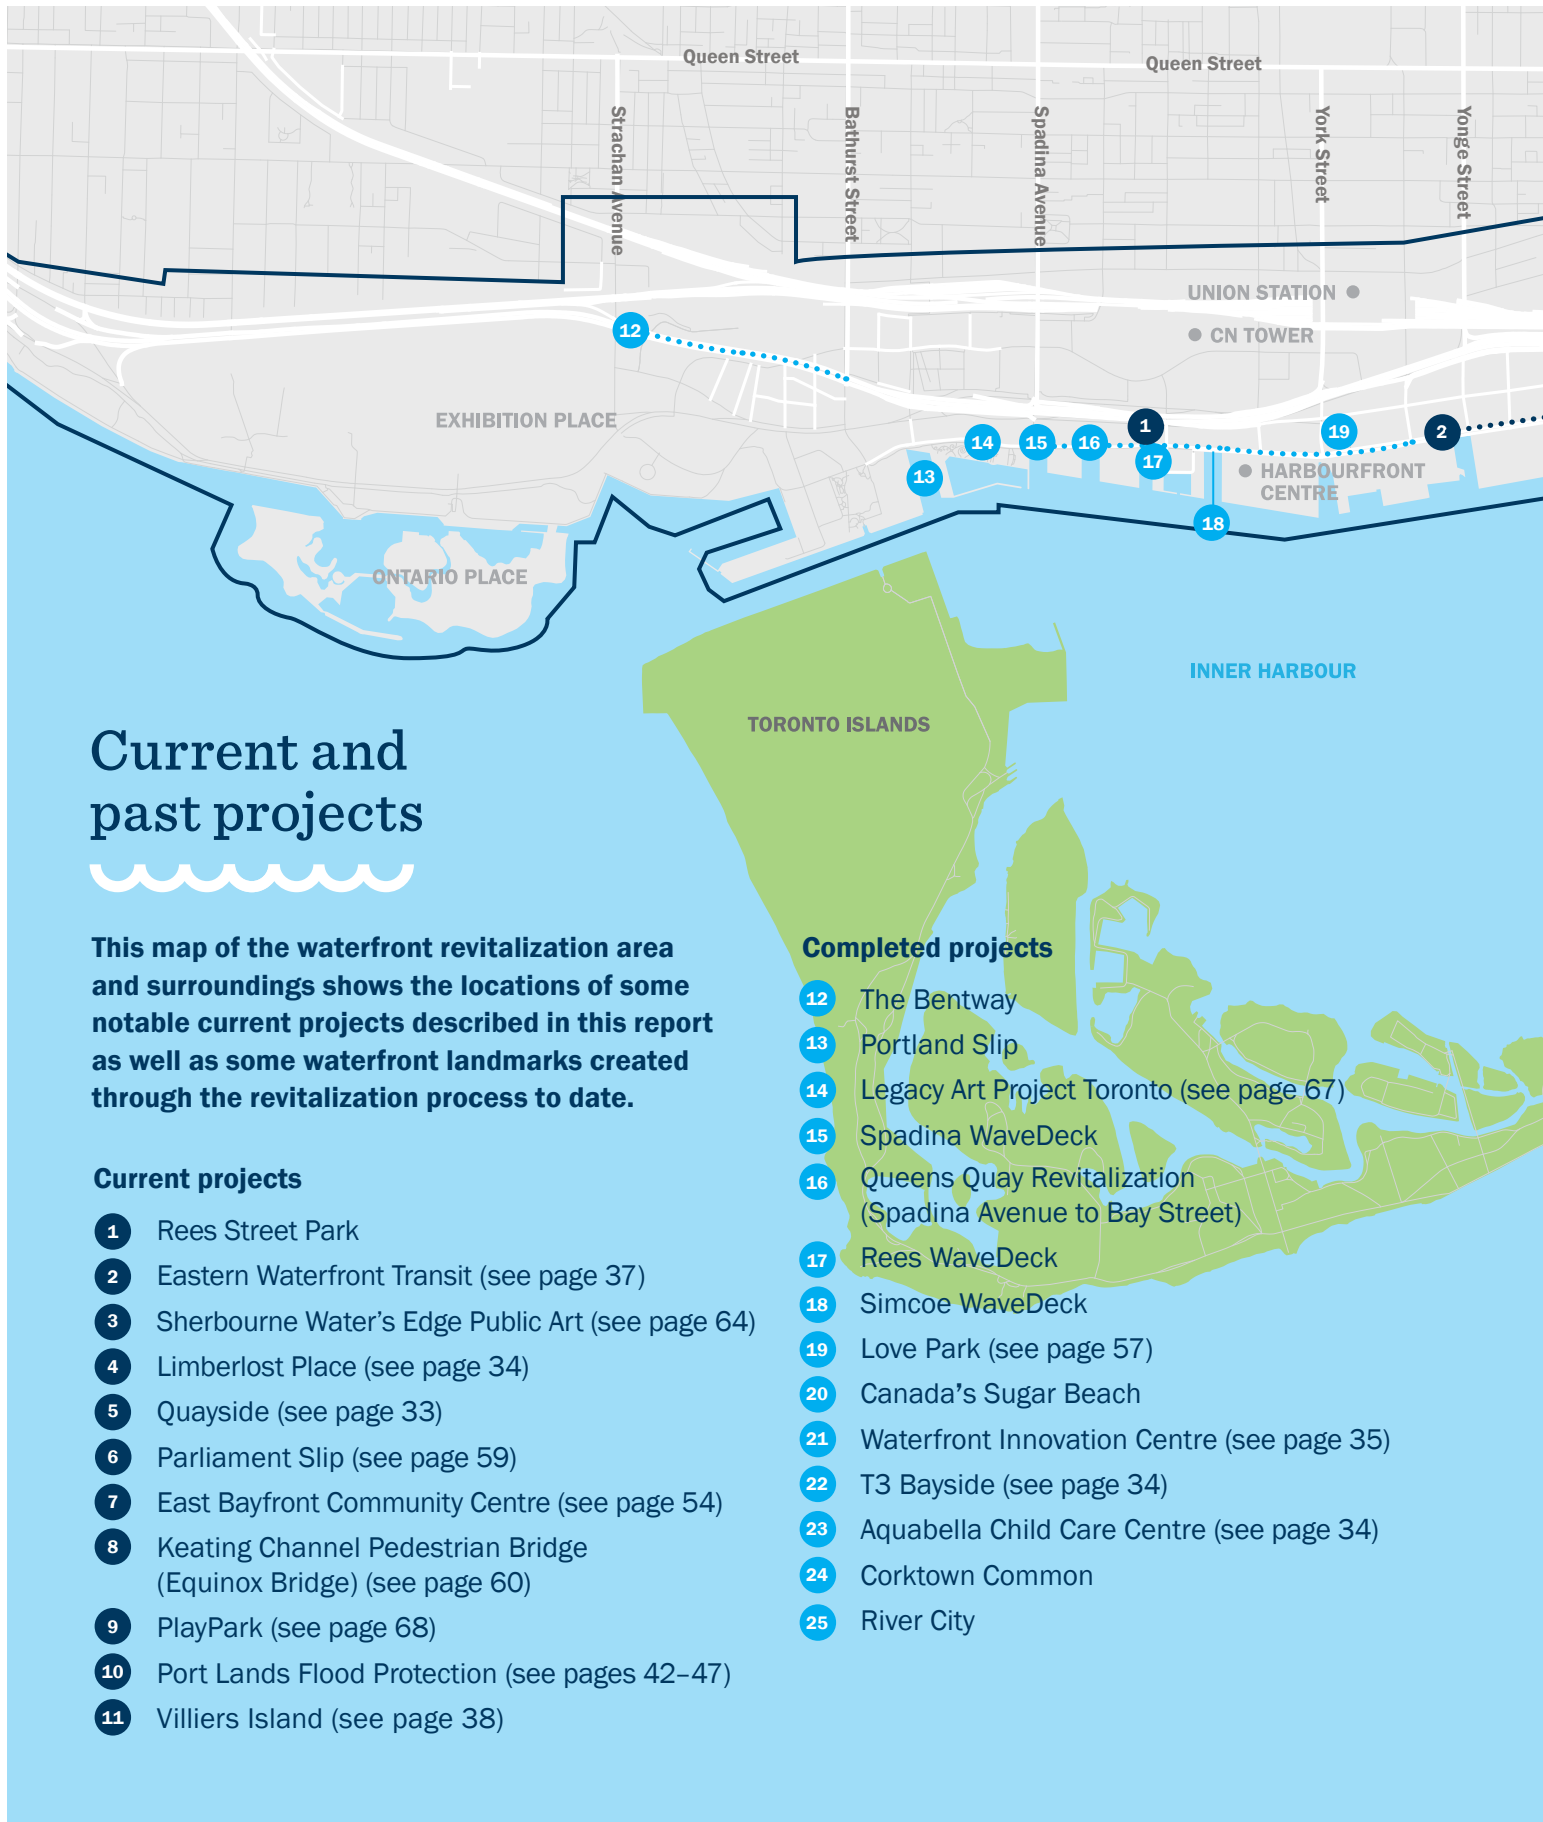 Queen Street
Queen Street
Strachan Avenue
Bathurst Street
Spadina Avenue
York Street
Yonge Street
UNION STATION
CN TOWER
12
EXHIBITION PLACE
1
19
2
14
15
16
17
13
HARBOURFRONT
CENTRE
18
ONTARIO PLACE
INNER HARBOUR
TORONTO ISLANDS
Current and
past projects
This map of the waterfront revitalization area
and surroundings shows the locations of some
notable current projects described in this report
as well as some waterfront landmarks created
through the revitalization process to date.
Current projects
1 Rees Street Park
2 Eastern Waterfront Transit (see page 37)
3 Sherbourne Water’s Edge Public Art (see page 64)
4 Limberlost Place (see page 34)
5 Quayside (see page 33)
6 Parliament Slip (see page 59)
7 East Bayfront Community Centre (see page 54)
8 Keating Channel Pedestrian Bridge
(Equinox Bridge) (see page 60)
9 PlayPark (see page 68)
10 Port Lands Flood Protection (see pages 42–47)
11 Villiers Island (see page 38)
Completed projects
12 The Bentway
13 Portland Slip
14 Legacy Art Project Toronto (see page 67)
15 Spadina WaveDeck
16 Queens Quay Revitalization
(Spadina Avenue to Bay Street)
17 Rees WaveDeck
18 Simcoe WaveDeck
19 Love Park (see page 57)
20 Canada’s Sugar Beach
21 Waterfront Innovation Centre (see page 35)
22 T3 Bayside (see page 34)
23 Aquabella Child Care Centre (see page 34)
24 Corktown Common
25 River City